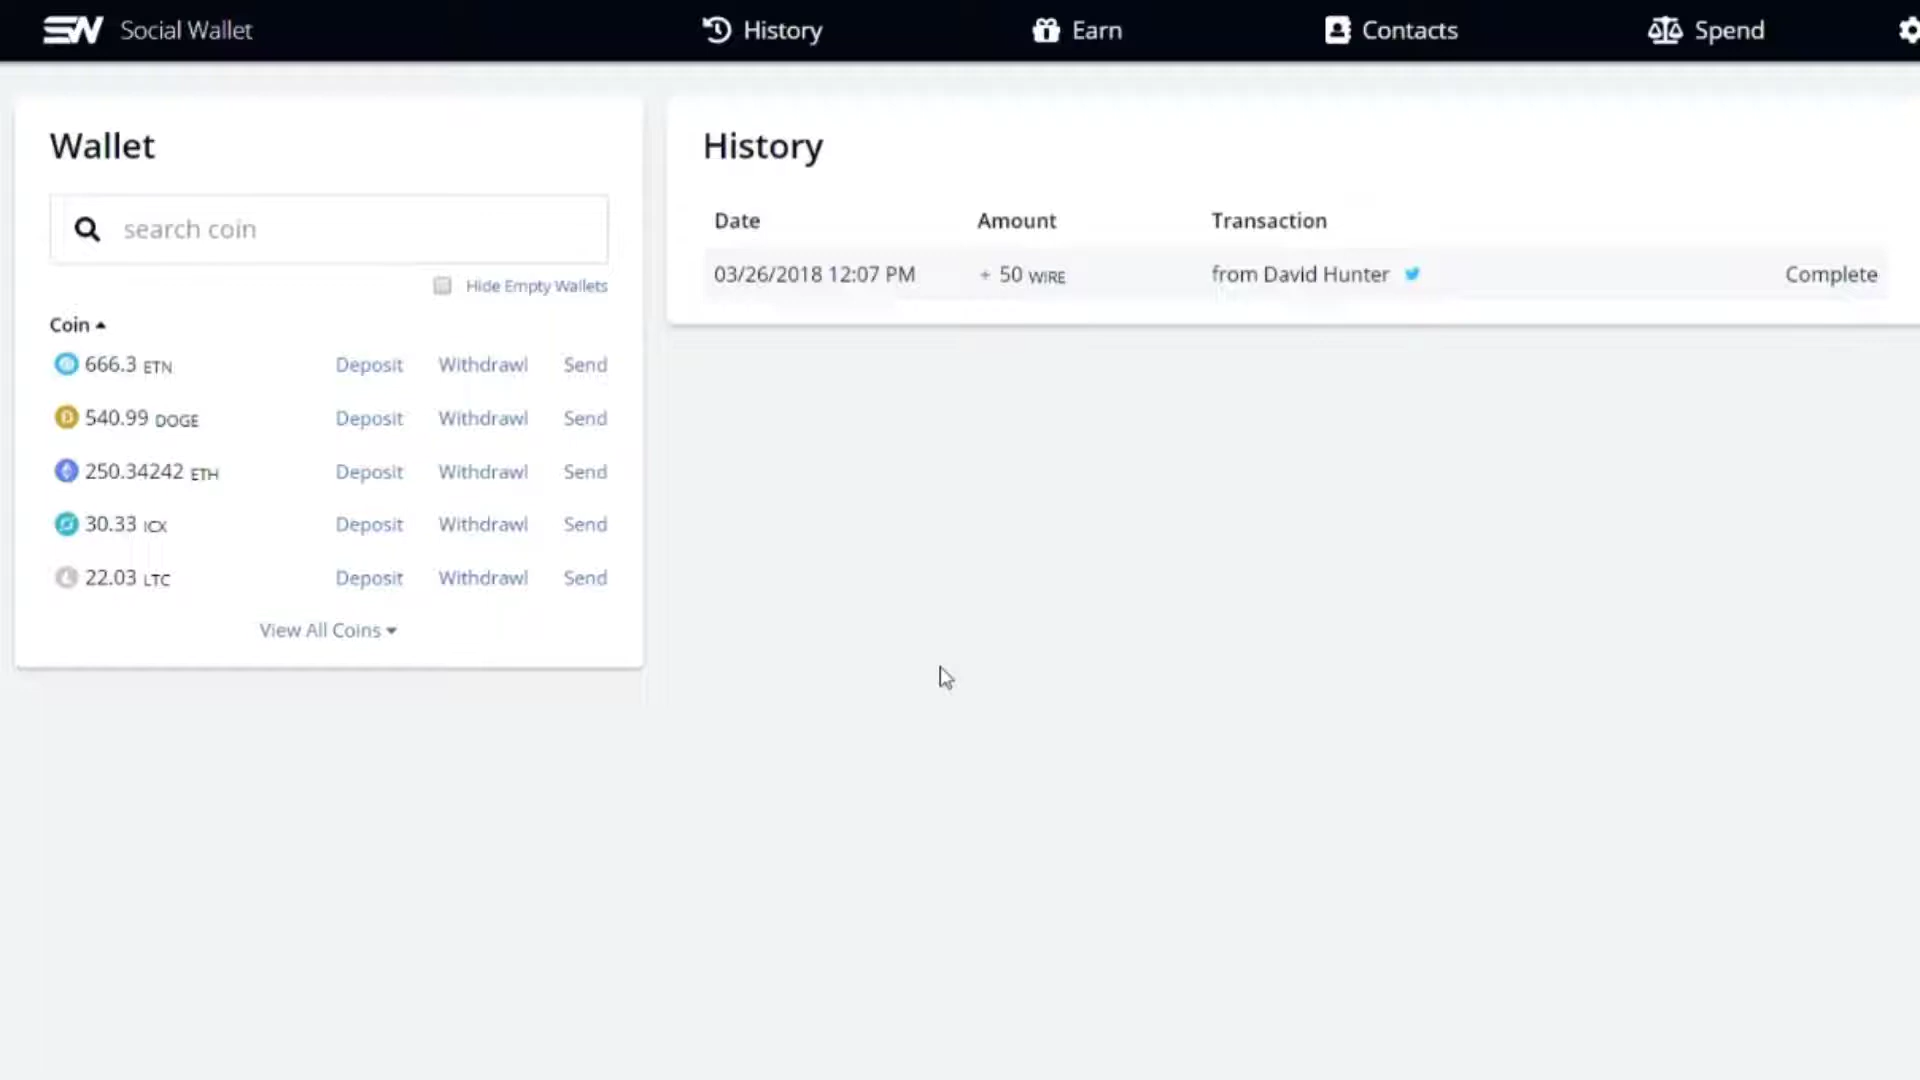 SW Social Wallet History Earn Contacts Spend
Wallet
search coin
Hide Empty Wallets
Coin
666.3 ETN Deposit Withdrawl Send
540.99 DOGE Deposit Withdrawl Send
250.34242 ETH Deposit Withdrawl Send
30.33 ICX Deposit Withdrawl Send
22.03 LTC Deposit Withdrawl Send
View All Coins
History
Date Amount Transaction
03/26/2018 12:07 PM + 50 WIRE from David Hunter Complete